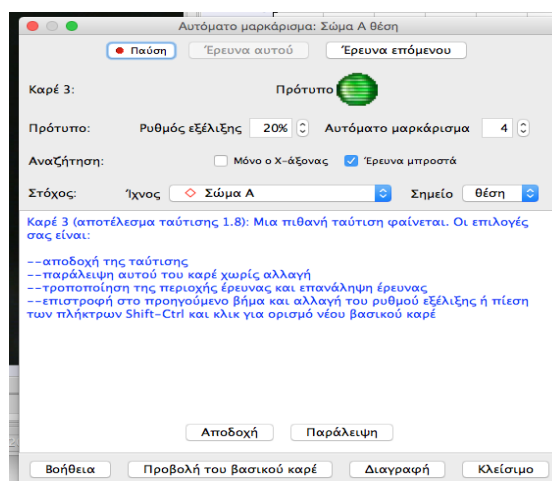 Αυτόματο μαρκάρισμα: Σώμα Α θέση
Παύση Έρευνα αυτού Έρευνα επόμενου
Καρέ 3: Πρότυπο
Πρότυπο: Ρυθμός εξέλιξης 20% Αυτόματο μαρκάρισμα 4
Αναζήτηση: Μόνο ο Χ-άξονας Έρευνα μπροστά
Στόχος: Ίχνος Σώμα Α Σημείο θέση
Καρέ 3 (αποτέλεσμα ταύτισης 1.8): Μια πιθανή ταύτιση φαίνεται. Οι επιλογές
σας είναι:
--αποδοχή της ταύτισης
--παράλειψη αυτού του καρέ χωρίς αλλαγή
--τροποποίηση της περιοχής έρευνας και επανάληψη έρευνας
--επιστροφή στο προηγούμενο βήμα και αλλαγή του ρυθμού εξέλιξης ή πίεση
των πλήκτρων Shift-Ctrl και κλικ για ορισμό νέου βασικού καρέ
Αποδοχή Παράλειψη
Βοήθεια Προβολή του βασικού καρέ Διαγραφή Κλείσιμο